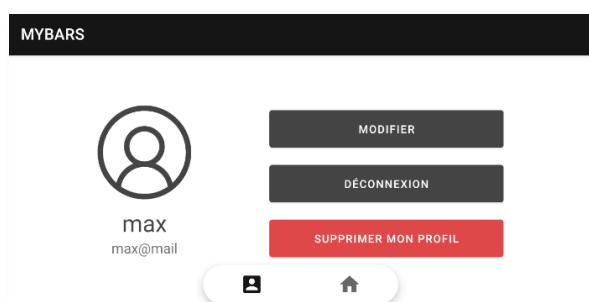 MYBARS
MODIFIER
DÉCONNEXION
SUPPRIMER MON PROFIL
max
max@mail